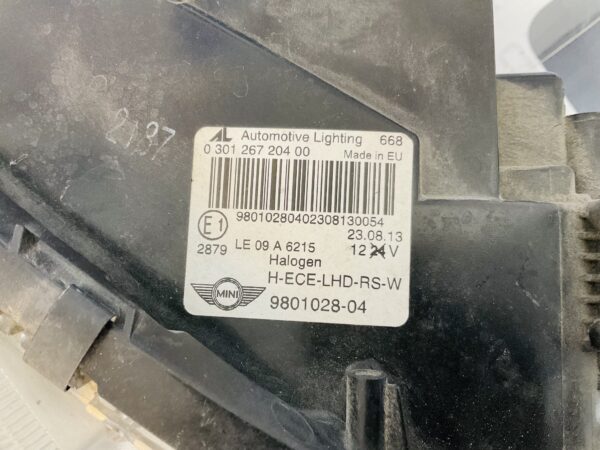 2137
AL Automotive Lighting 668
0 301 267 204 00 Made in EU
98010280402308130054
E1 23.08.13
2879 LE 09 A 6215 12 24 V
Halogen
H-ECE-LHD-RS-W
MINI 9801028-04